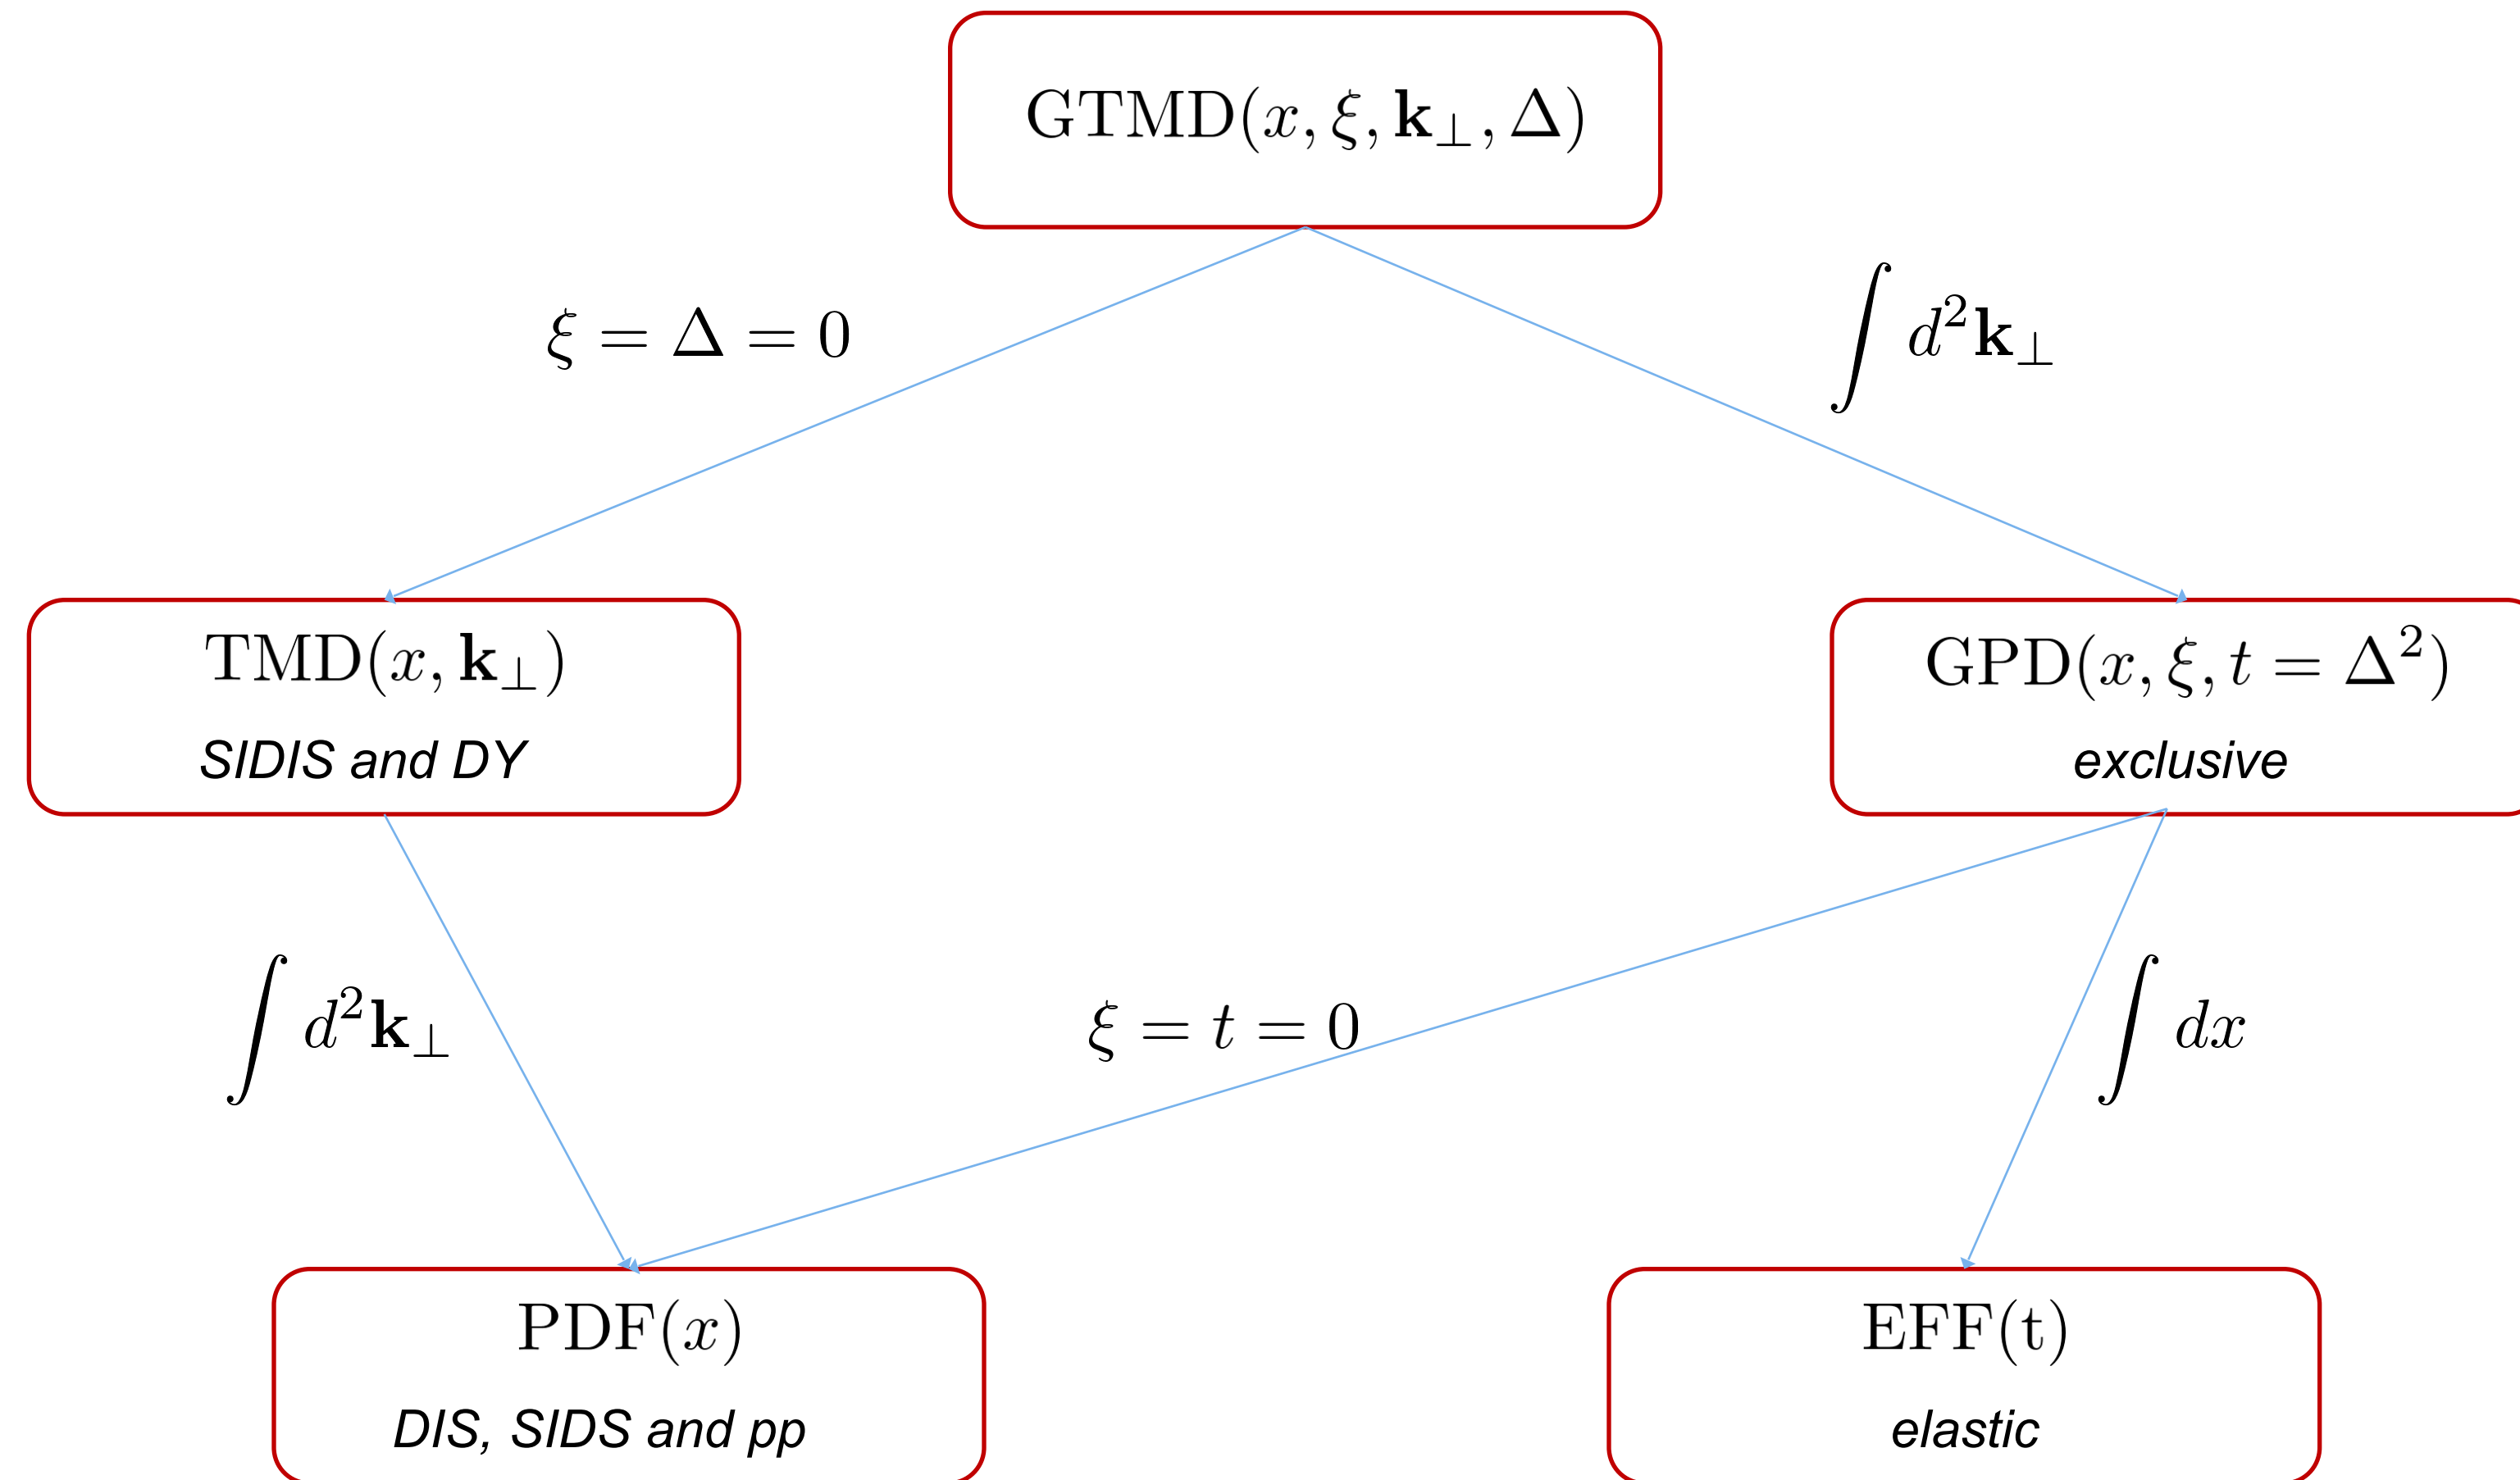 GTMD(x, ξ, k⊥, Δ)
ξ = Δ = 0
∫ d²k⊥
TMD(x, k⊥)
SIDIS and DY
GPD(x, ξ, t = Δ²)
exclusive
∫ d²k⊥
ξ = t = 0
∫ dx
PDF(x)
DIS, SIDS and pp
EFF(t)
elastic